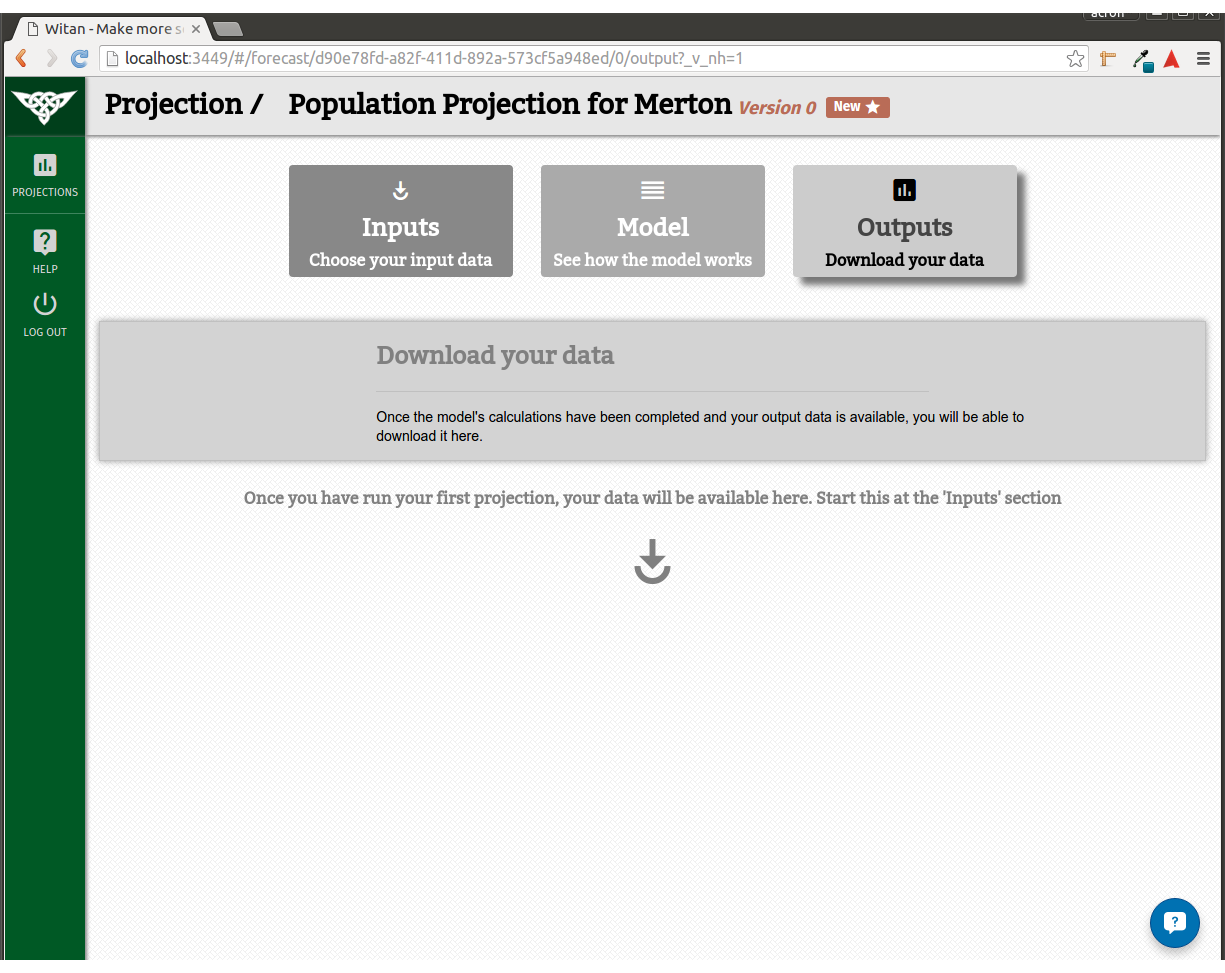 acron
Witan - Make more s
localhost:3449/#/forecast/d90e78fd-a82f-411d-892a-573cf5a948ed/0/output?_v_nh=1
Projection / Population Projection for Merton Version 0 New
PROJECTIONS
HELP
LOG OUT
Inputs
Choose your input data
Model
See how the model works
Outputs
Download your data
Download your data
Once the model's calculations have been completed and your output data is available, you will be able to
download it here.
Once you have run your first projection, your data will be available here. Start this at the 'Inputs' section